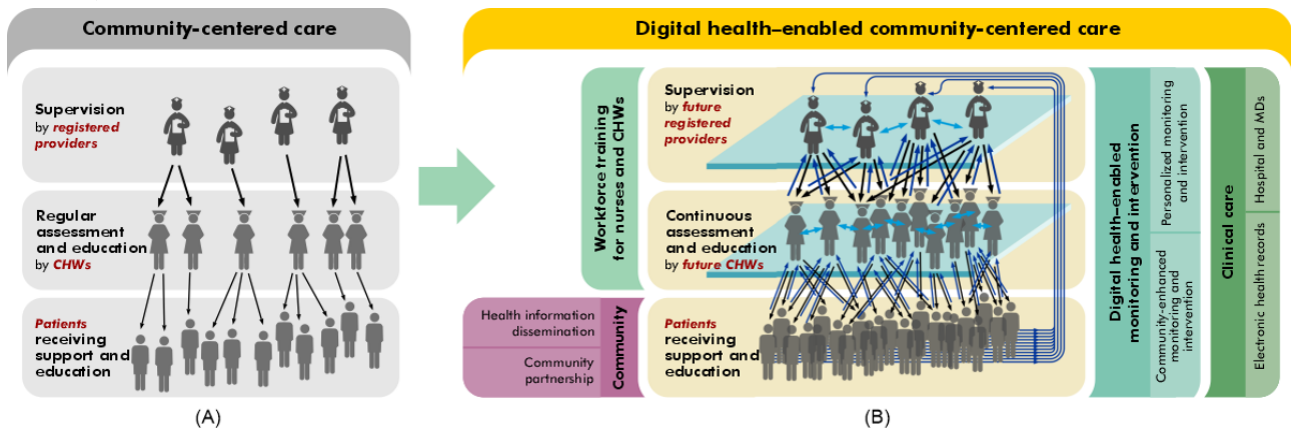 Community-centered care
Supervision
by registered
providers
Regular
assessment
and education
by CHWs
Patients
receiving
support and
education
(A)
Digital health–enabled community-centered care
Workforce training
for nurses and CHWs
Supervision
by future
registered
providers
Continuous
assessment
and education
by future CHWs
Health information
dissemination
Community
partnership
Community
Patients
receiving
support and
education
Digital health–enabled
monitoring and intervention
Personalized monitoring
and intervention
Community-enhanced
monitoring and
intervention
Clinical care
Hospital and MDs
Electronic health records
(B)